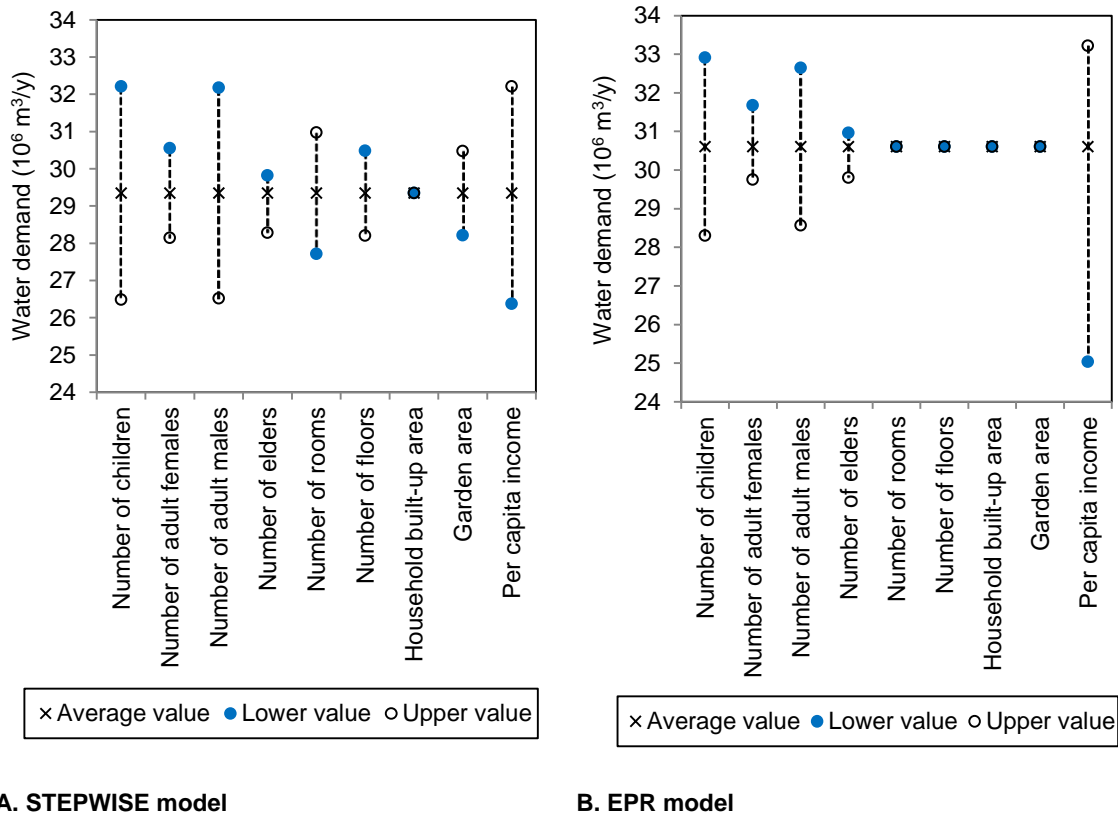 Water demand (10⁶ m³/y)
34
33
32
31
30
29
28
27
26
25
24
Number of children
Number of adult females
Number of adult males
Number of elders
Number of rooms
Number of floors
Household built-up area
Garden area
Per capita income
× Average value ● Lower value ○ Upper value
A. STEPWISE model
Water demand (10⁶ m³/y)
34
33
32
31
30
29
28
27
26
25
24
Number of children
Number of adult females
Number of adult males
Number of elders
Number of rooms
Number of floors
Household built-up area
Garden area
Per capita income
× Average value ● Lower value ○ Upper value
B. EPR model